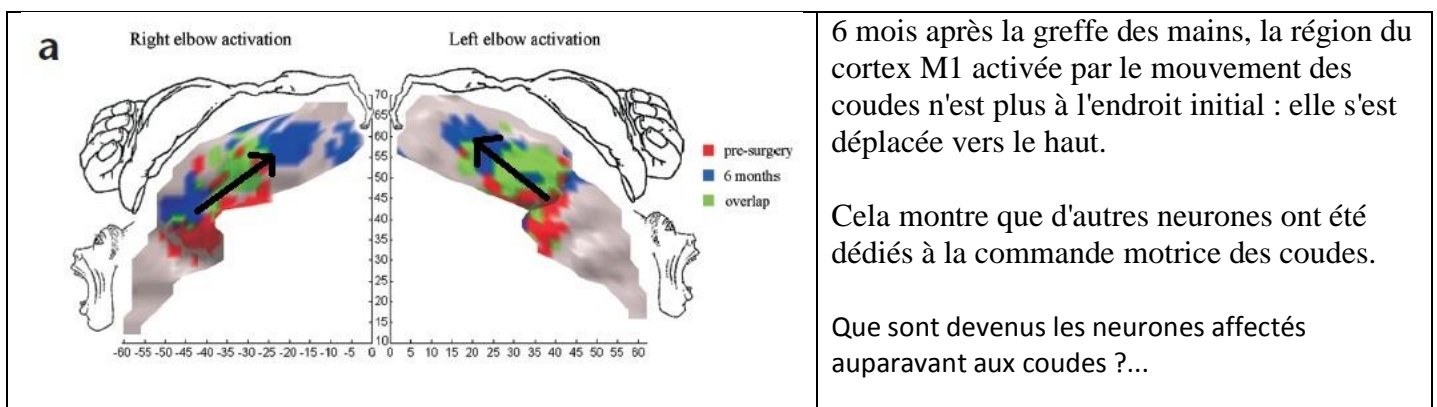 a
Right elbow activation
Left elbow activation
70
65
60
55
50
45
40
35
30
25
20
15
10
-60 -55 -50 -45 -40 -35 -30 -25 -20 -15 -10 -5 0 0 5 10 15 20 25 30 35 40 45 50 55 60
pre-surgery
6 months
overlap
6 mois après la greffe des mains, la région du
cortex M1 activée par le mouvement des
coudes n'est plus à l'endroit initial : elle s'est
déplacée vers le haut.
Cela montre que d'autres neurones ont été
dédiés à la commande motrice des coudes.
Que sont devenus les neurones affectés
auparavant aux coudes ?...